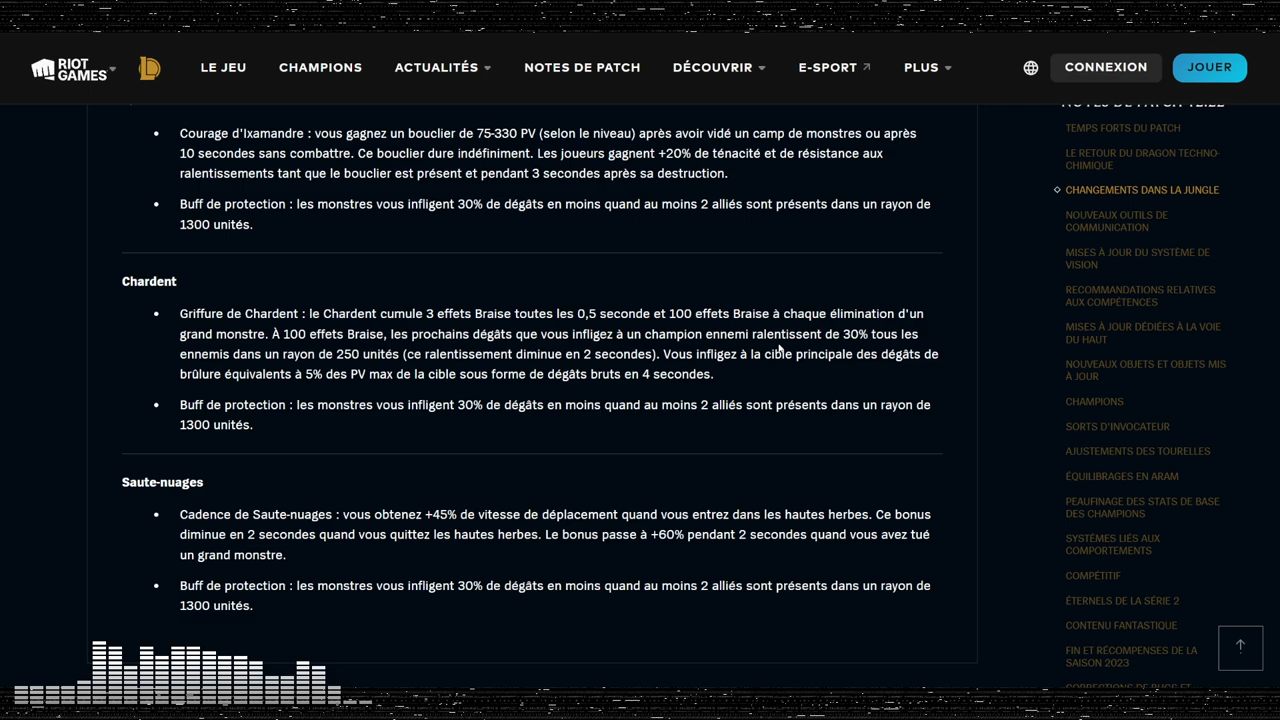 RIOT GAMES
LE JEU
CHAMPIONS
ACTUALITÉS
NOTES DE PATCH
DÉCOUVRIR
E-SPORT
PLUS
CONNEXION
JOUER
Courage d'Ixamandre : vous gagnez un bouclier de 75-330 PV (selon le niveau) après avoir vidé un camp de monstres ou après
10 secondes sans combattre. Ce bouclier dure indéfiniment. Les joueurs gagnent +20% de ténacité et de résistance aux
ralentissements tant que le bouclier est présent et pendant 3 secondes après sa destruction.
Buff de protection : les monstres vous infligent 30% de dégâts en moins quand au moins 2 alliés sont présents dans un rayon de
1300 unités.
Chardent
Griffure de Chardent : le Chardent cumule 3 effets Braise toutes les 0,5 seconde et 100 effets Braise à chaque élimination d'un
grand monstre. À 100 effets Braise, les prochains dégâts que vous infligez à un champion ennemi ralentissent de 30% tous les
ennemis dans un rayon de 250 unités (ce ralentissement diminue en 2 secondes). Vous infligez à la cible principale des dégâts de
brûlure équivalents à 5% des PV max de la cible sous forme de dégâts bruts en 4 secondes.
Buff de protection : les monstres vous infligent 30% de dégâts en moins quand au moins 2 alliés sont présents dans un rayon de
1300 unités.
Saute-nuages
Cadence de Saute-nuages : vous obtenez +45% de vitesse de déplacement quand vous entrez dans les hautes herbes. Ce bonus
diminue en 2 secondes quand vous quittez les hautes herbes. Le bonus passe à +60% pendant 2 secondes quand vous avez tué
un grand monstre.
Buff de protection : les monstres vous infligent 30% de dégâts en moins quand au moins 2 alliés sont présents dans un rayon de
1300 unités.
TEMPS FORTS DU PATCH
LE RETOUR DU DRAGON TECHNO-
CHIMIQUE
CHANGEMENTS DANS LA JUNGLE
NOUVEAUX OUTILS DE
COMMUNICATION
MISES À JOUR DU SYSTÈME DE
VISION
RECOMMANDATIONS RELATIVES
AUX COMPÉTENCES
MISES À JOUR DÉDIÉES À LA VOIE
DU HAUT
NOUVEAUX OBJETS ET OBJETS MIS
À JOUR
CHAMPIONS
SORTS D'INVOCATEUR
AJUSTEMENTS DES TOURELLES
ÉQUILIBRAGES EN ARAM
PEAUFINAGE DES STATS DE BASE
DES CHAMPIONS
SYSTÈMES LIÉS AUX
COMPORTEMENTS
COMPÉTITIF
ÉTERNELS DE LA SÉRIE 2
CONTENU FANTASTIQUE
FIN ET RÉCOMPENSES DE LA
SAISON 2023